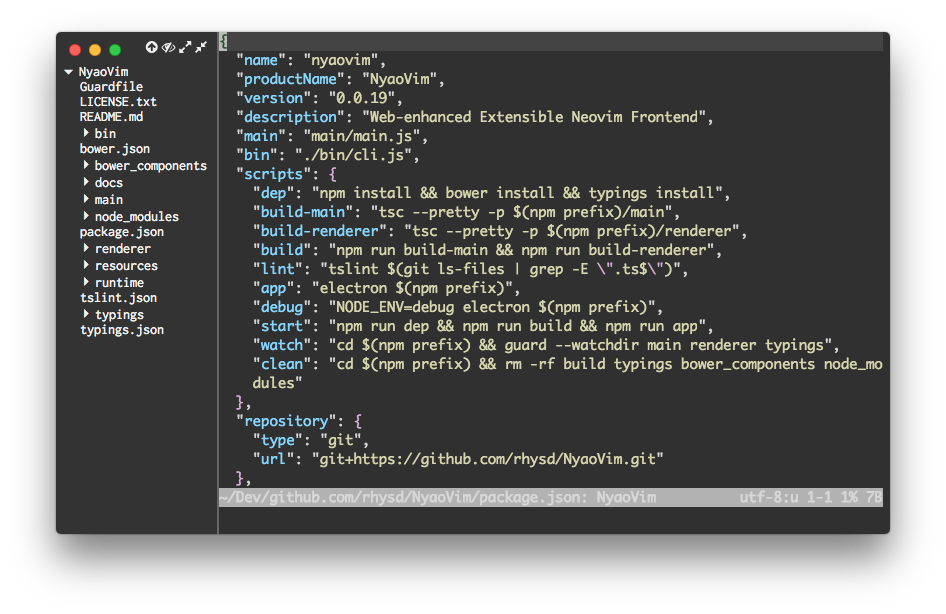 NyaoVim
Guardfile
LICENSE.txt
README.md
bin
bower.json
bower_components
docs
main
node_modules
package.json
renderer
resources
runtime
tslint.json
typings
typings.json
{
"name": "nyaovim",
"productName": "NyaoVim",
"version": "0.0.19",
"description": "Web-enhanced Extensible Neovim Frontend",
"main": "main/main.js",
"bin": "./bin/cli.js",
"scripts": {
"dep": "npm install && bower install && typings install",
"build-main": "tsc --pretty -p $(npm prefix)/main",
"build-renderer": "tsc --pretty -p $(npm prefix)/renderer",
"build": "npm run build-main && npm run build-renderer",
"lint": "tslint $(git ls-files | grep -E \".ts$\")",
"app": "electron $(npm prefix)",
"debug": "NODE_ENV=debug electron $(npm prefix)",
"start": "npm run dep && npm run build && npm run app",
"watch": "cd $(npm prefix) && guard --watchdir main renderer typings",
"clean": "cd $(npm prefix) && rm -rf build typings bower_components node_mo
dules"
},
"repository": {
"type": "git",
"url": "git+https://github.com/rhysd/NyaoVim.git"
},
~/Dev/github.com/rhysd/NyaoVim/package.json: NyaoVim utf-8:u 1-1 1% 7B